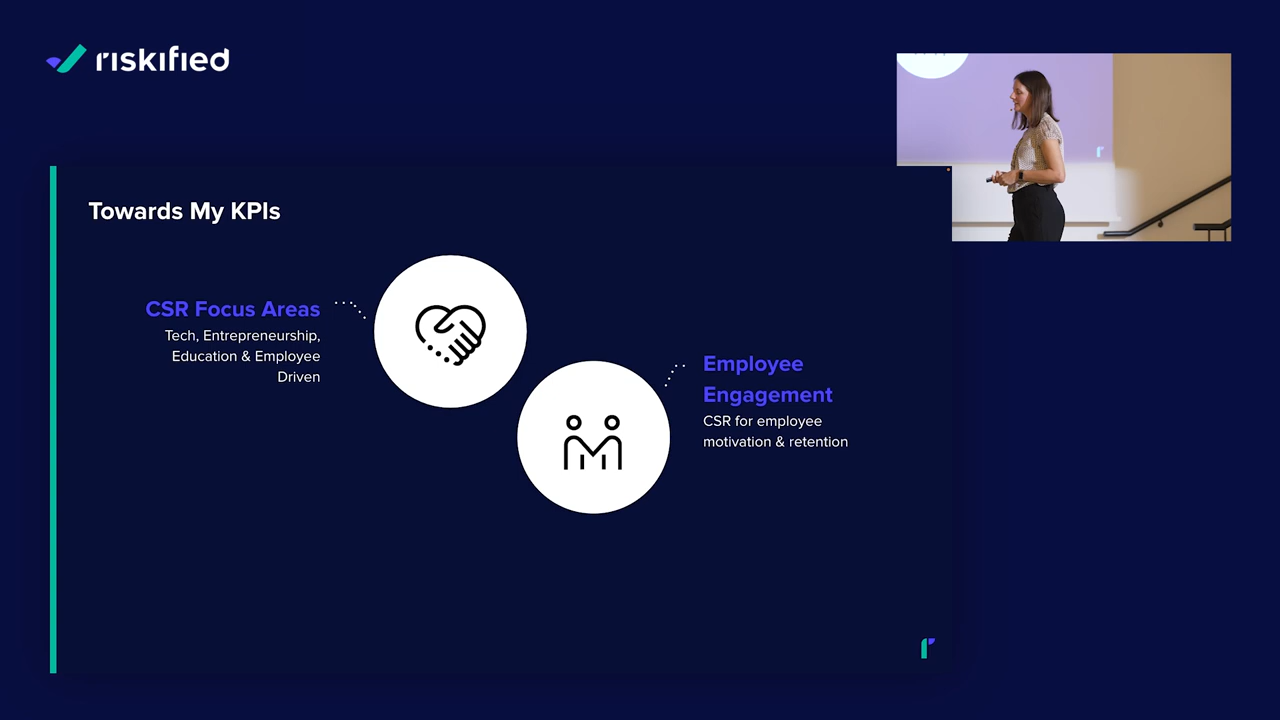 riskified
Towards My KPIs
CSR Focus Areas
Tech, Entrepreneurship,
Education & Employee
Driven
Employee
Engagement
CSR for employee
motivation & retention
r